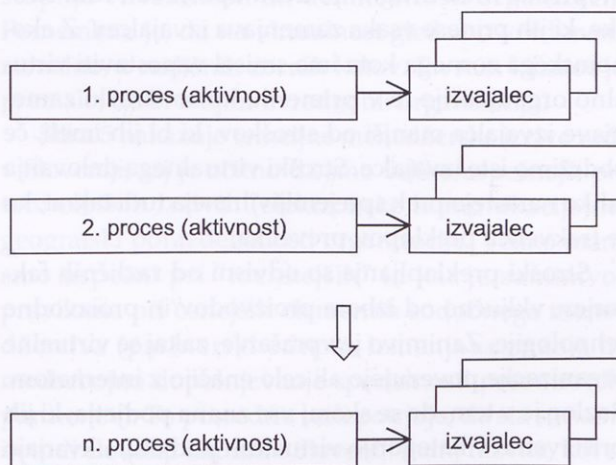 1. proces (aktivnost) izvajalec
2. proces (aktivnost) izvajalec
n. proces (aktivnost) izvajalec